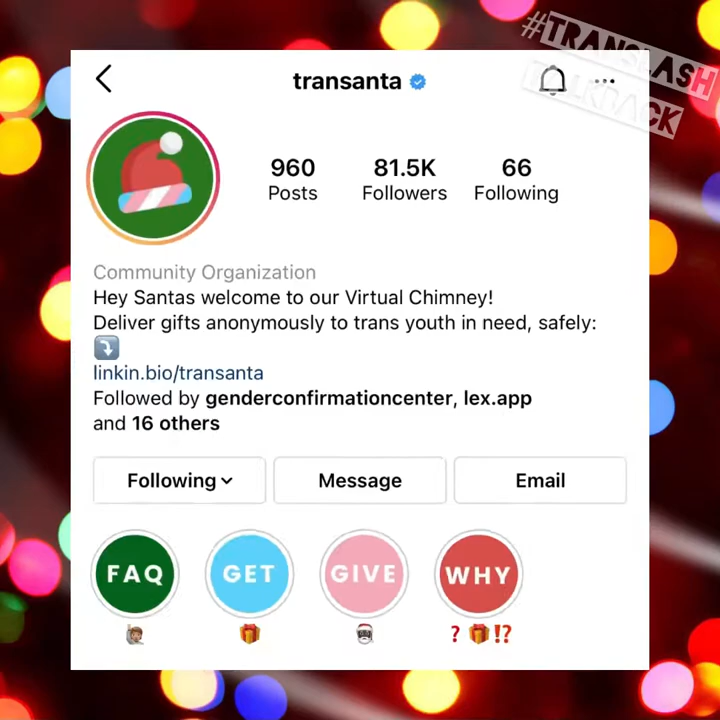 #TRANSLASH
TALKBACK
transanta
960
81.5K
66
Posts
Followers
Following
Community Organization
Hey Santas welcome to our Virtual Chimney!
Deliver gifts anonymously to trans youth in need, safely:
linkin.bio/transanta
Followed by genderconfirmationcenter, lex.app
and 16 others
Following
Message
Email
FAQ
GET
GIVE
WHY